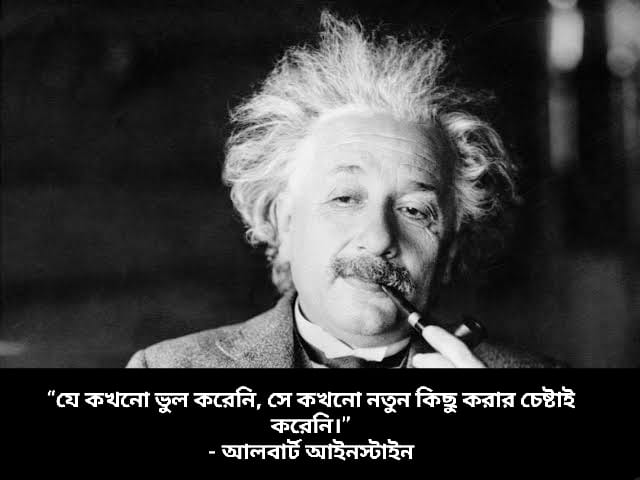 “যে কখনো ভুল করেনি, সে কখনো নতুন কিছু করার চেষ্টাই
করেনি।”
- আলবার্ট আইনস্টাইন